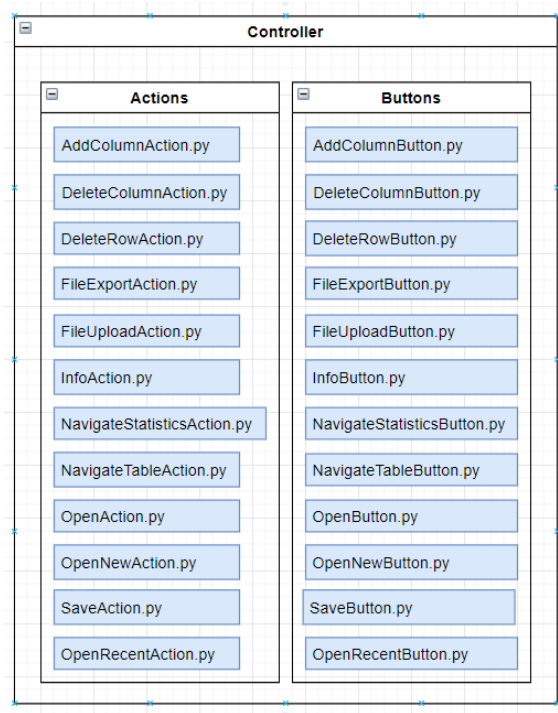 Controller
Actions
AddColumnAction.py
DeleteColumnAction.py
DeleteRowAction.py
FileExportAction.py
FileUploadAction.py
InfoAction.py
NavigateStatisticsAction.py
NavigateTableAction.py
OpenAction.py
OpenNewAction.py
SaveAction.py
OpenRecentAction.py
Buttons
AddColumnButton.py
DeleteColumnButton.py
DeleteRowButton.py
FileExportButton.py
FileUploadButton.py
InfoButton.py
NavigateStatisticsButton.py
NavigateTableButton.py
OpenButton.py
OpenNewButton.py
SaveButton.py
OpenRecentButton.py